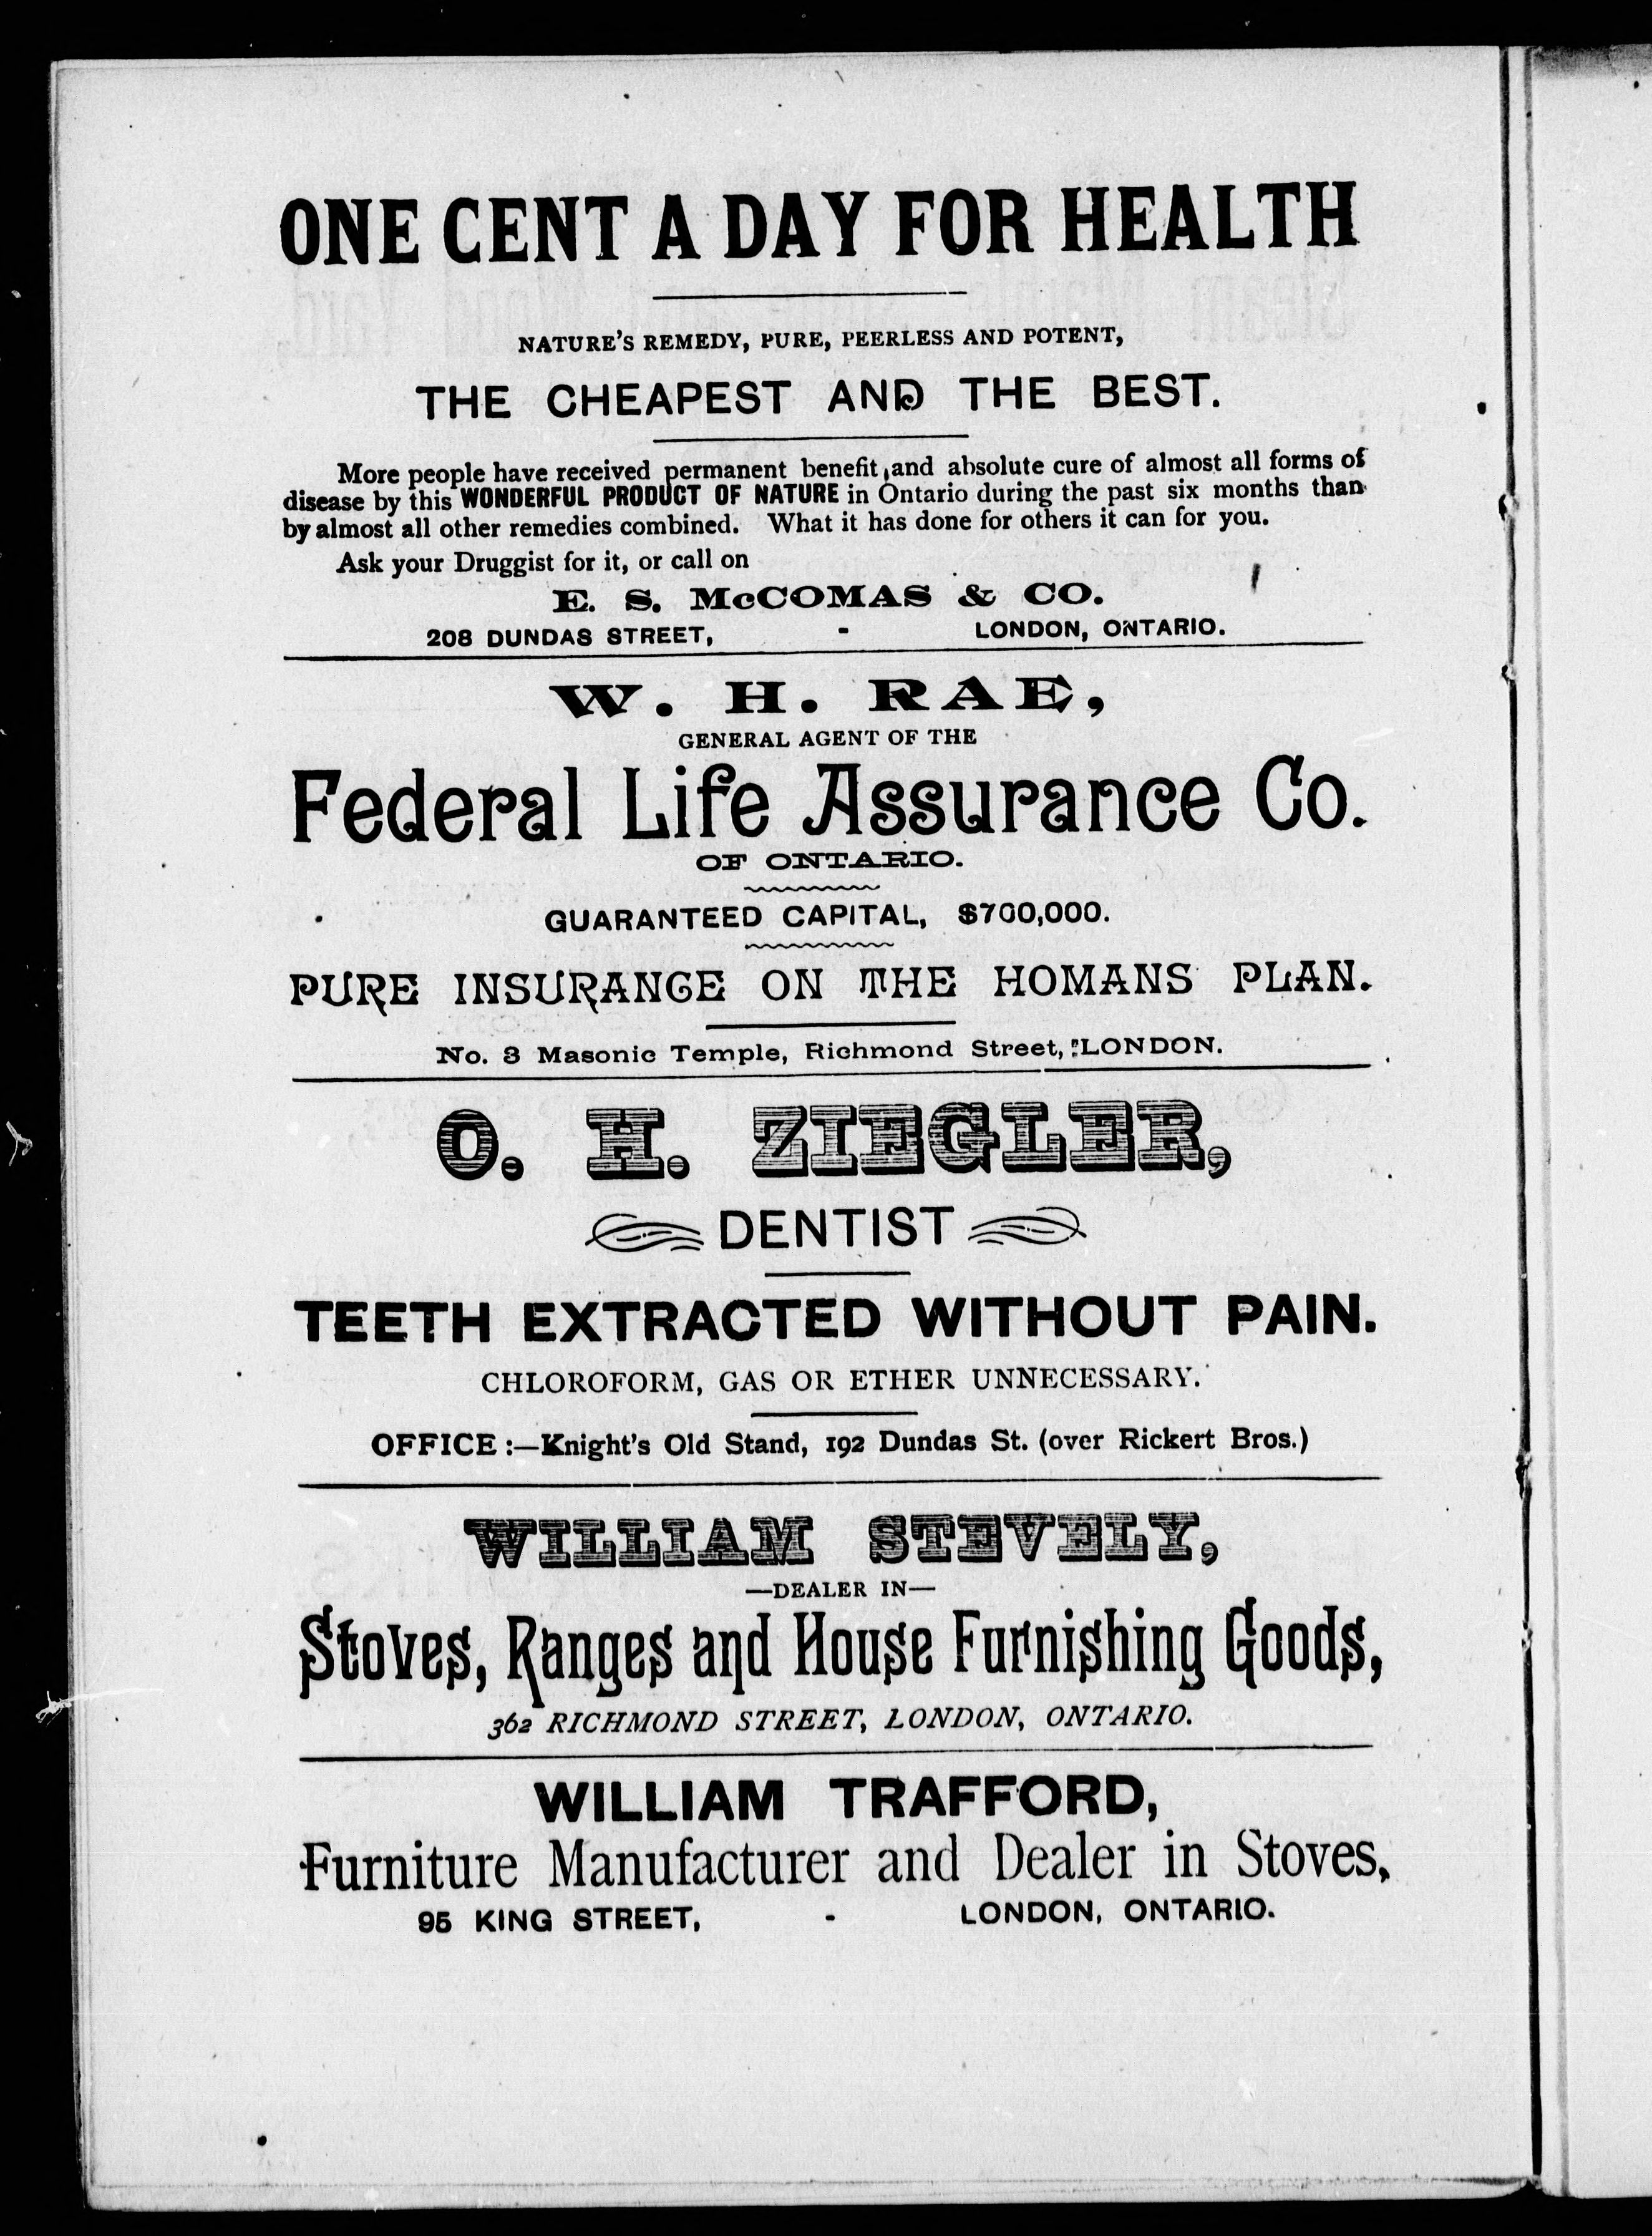 ONE CENT A DAY FOR HEALTH
NATURE'S REMEDY, PURE, PEERLESS AND POTENT,
THE CHEAPEST AND THE BEST.
More people have received permanent benefit and absolute cure of almost all forms of
disease by this WONDERFUL PRODUCT OF NATURE in Ontario during the past six months than
by almost all other remedies combined. What it has done for others it can for you.
Ask your Druggist for it, or call on
E. S. McCOMAS & CO.
208 DUNDAS STREET, - LONDON, ONTARIO.
W. H. RAE,
GENERAL AGENT OF THE
Federal Life Assurance Co.
OF ONTARIO.
GUARANTEED CAPITAL, $700,000.
PURE INSURANCE ON THE HOMANS PLAN.
No. 3 Masonic Temple, Richmond Street, LONDON.
O. H. ZIEGLER,
DENTIST
TEETH EXTRACTED WITHOUT PAIN.
CHLOROFORM, GAS OR ETHER UNNECESSARY.
OFFICE :—Knight's Old Stand, 192 Dundas St. (over Rickert Bros.)
WILLIAM STEVELY,
—DEALER IN—
Stoves, Ranges and House Furnishing Goods,
362 RICHMOND STREET, LONDON, ONTARIO.
WILLIAM TRAFFORD,
Furniture Manufacturer and Dealer in Stoves,
95 KING STREET, - LONDON, ONTARIO.